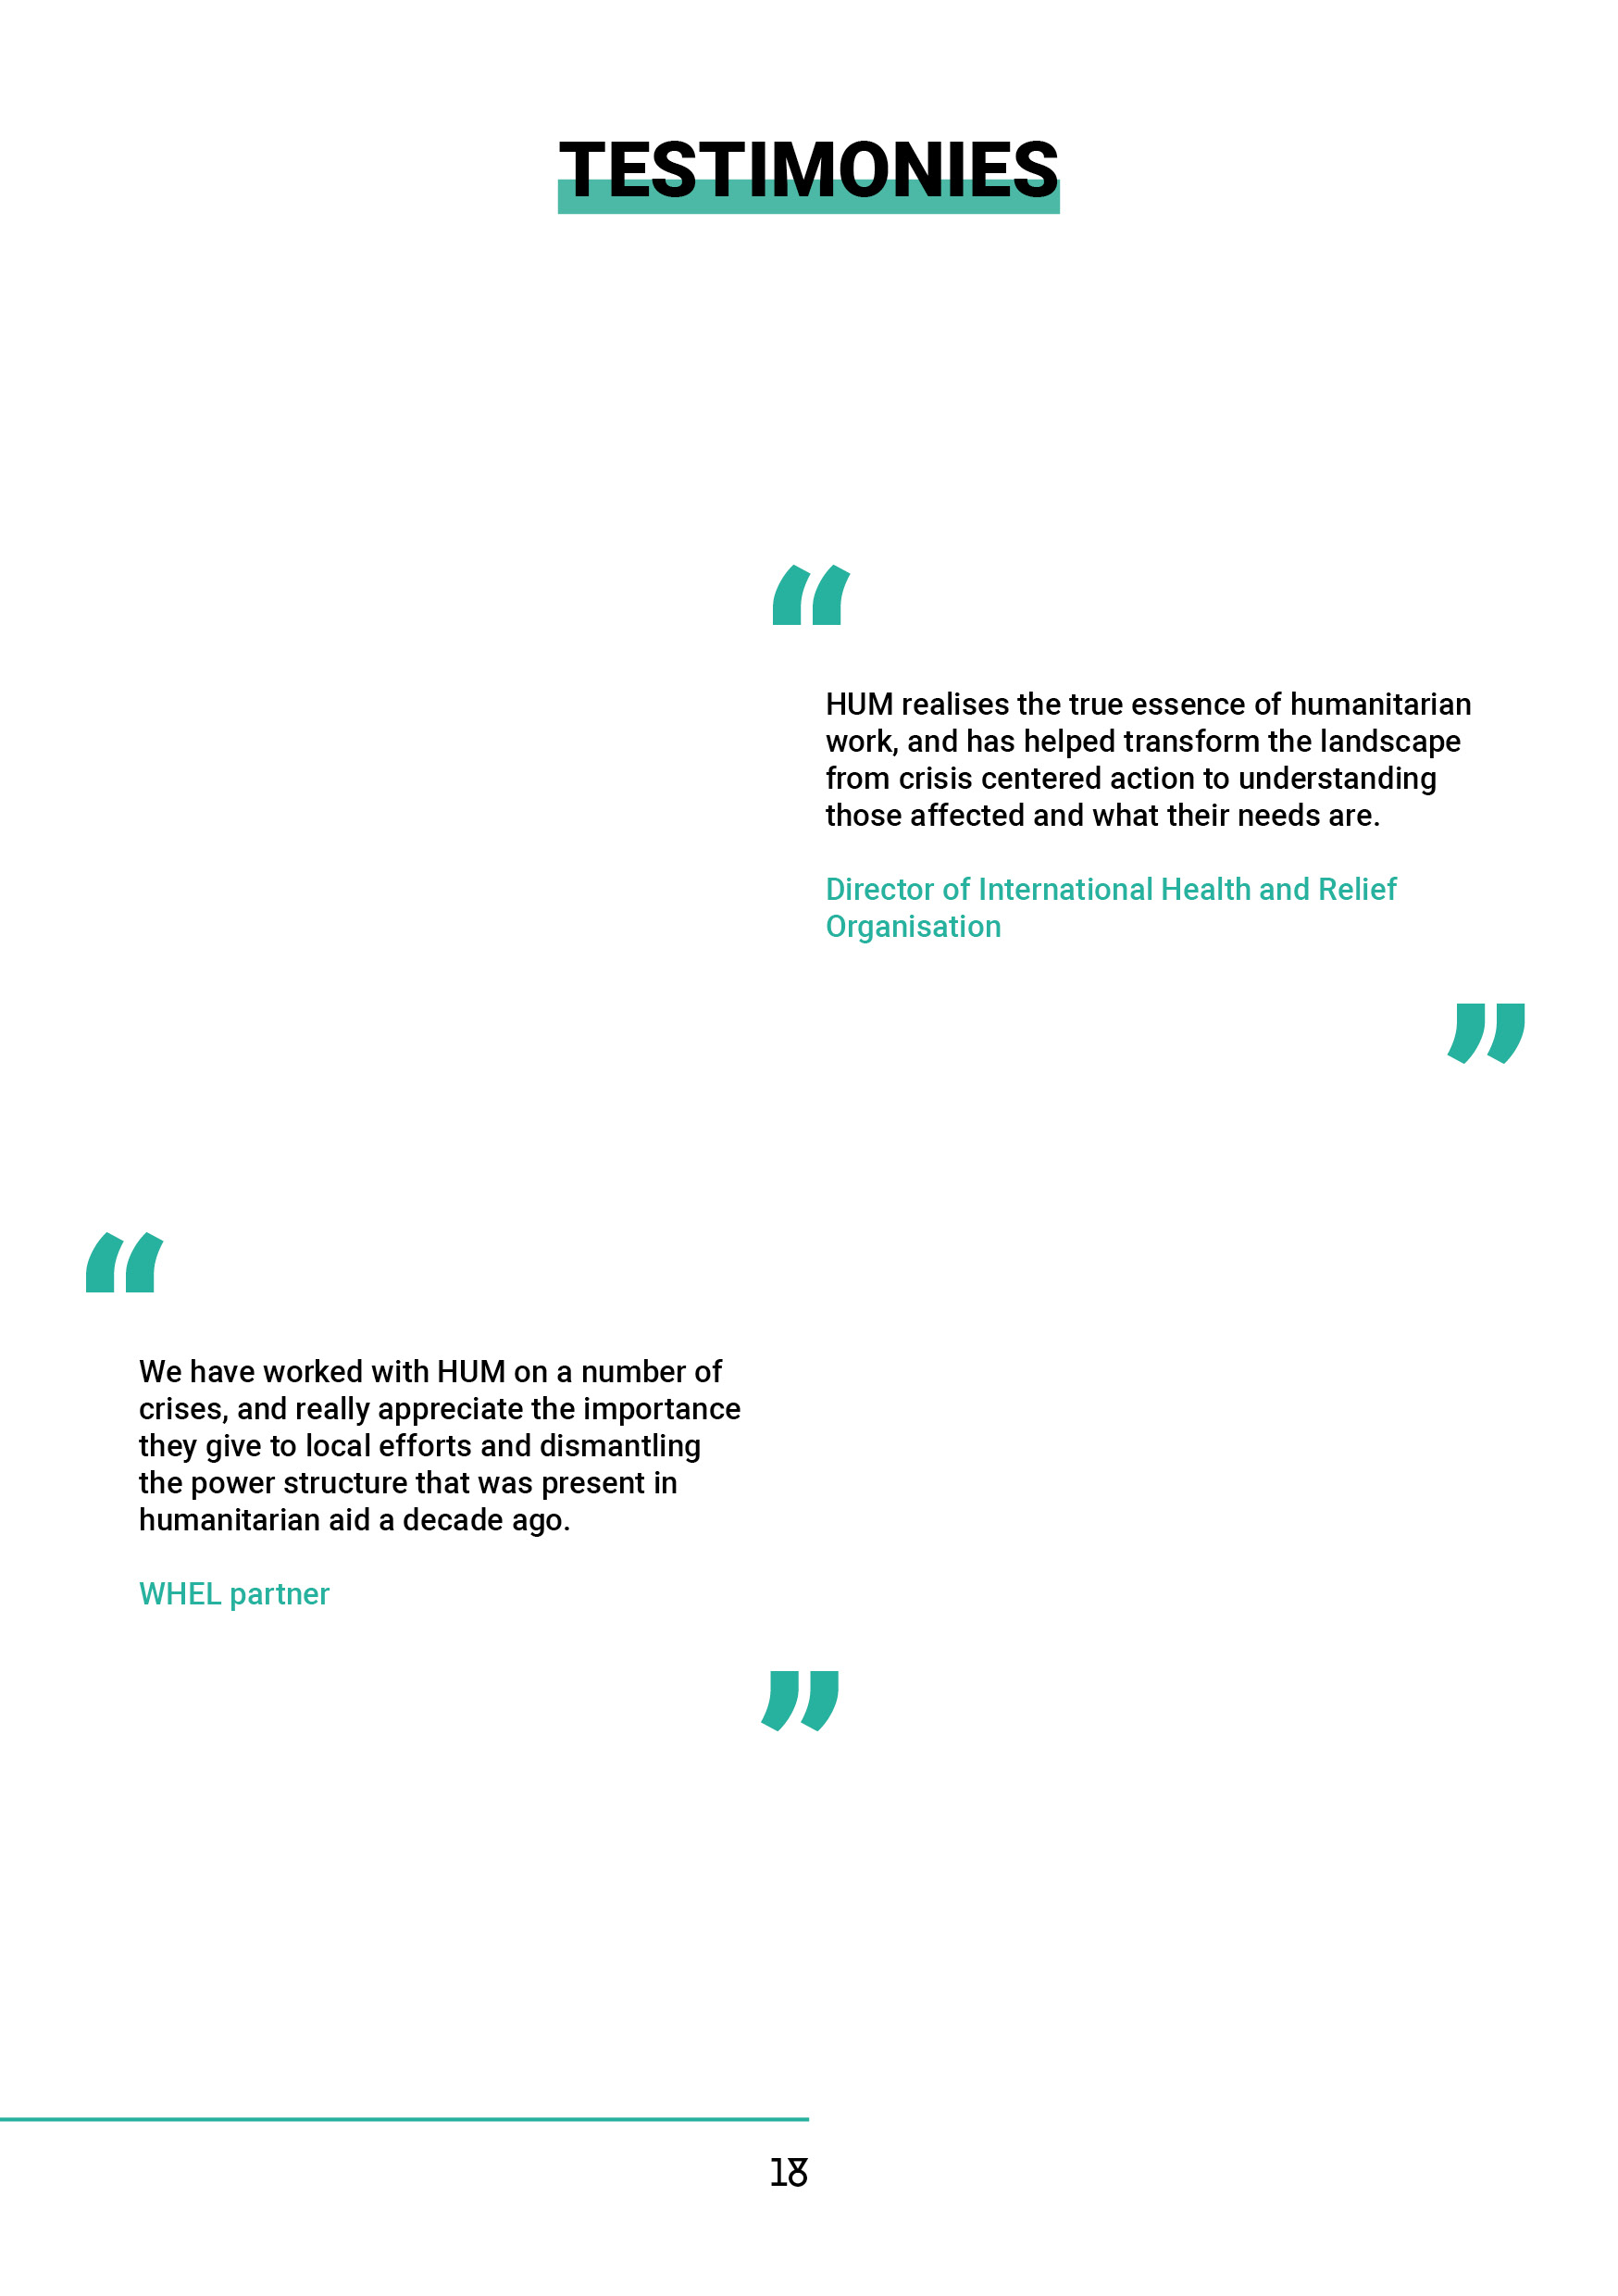 TESTIMONIES
“
HUM realises the true essence of humanitarian
work, and has helped transform the landscape
from crisis centered action to understanding
those affected and what their needs are.
Director of International Health and Relief
Organisation
”
“
We have worked with HUM on a number of
crises, and really appreciate the importance
they give to local efforts and dismantling
the power structure that was present in
humanitarian aid a decade ago.
WHEL partner
”
18